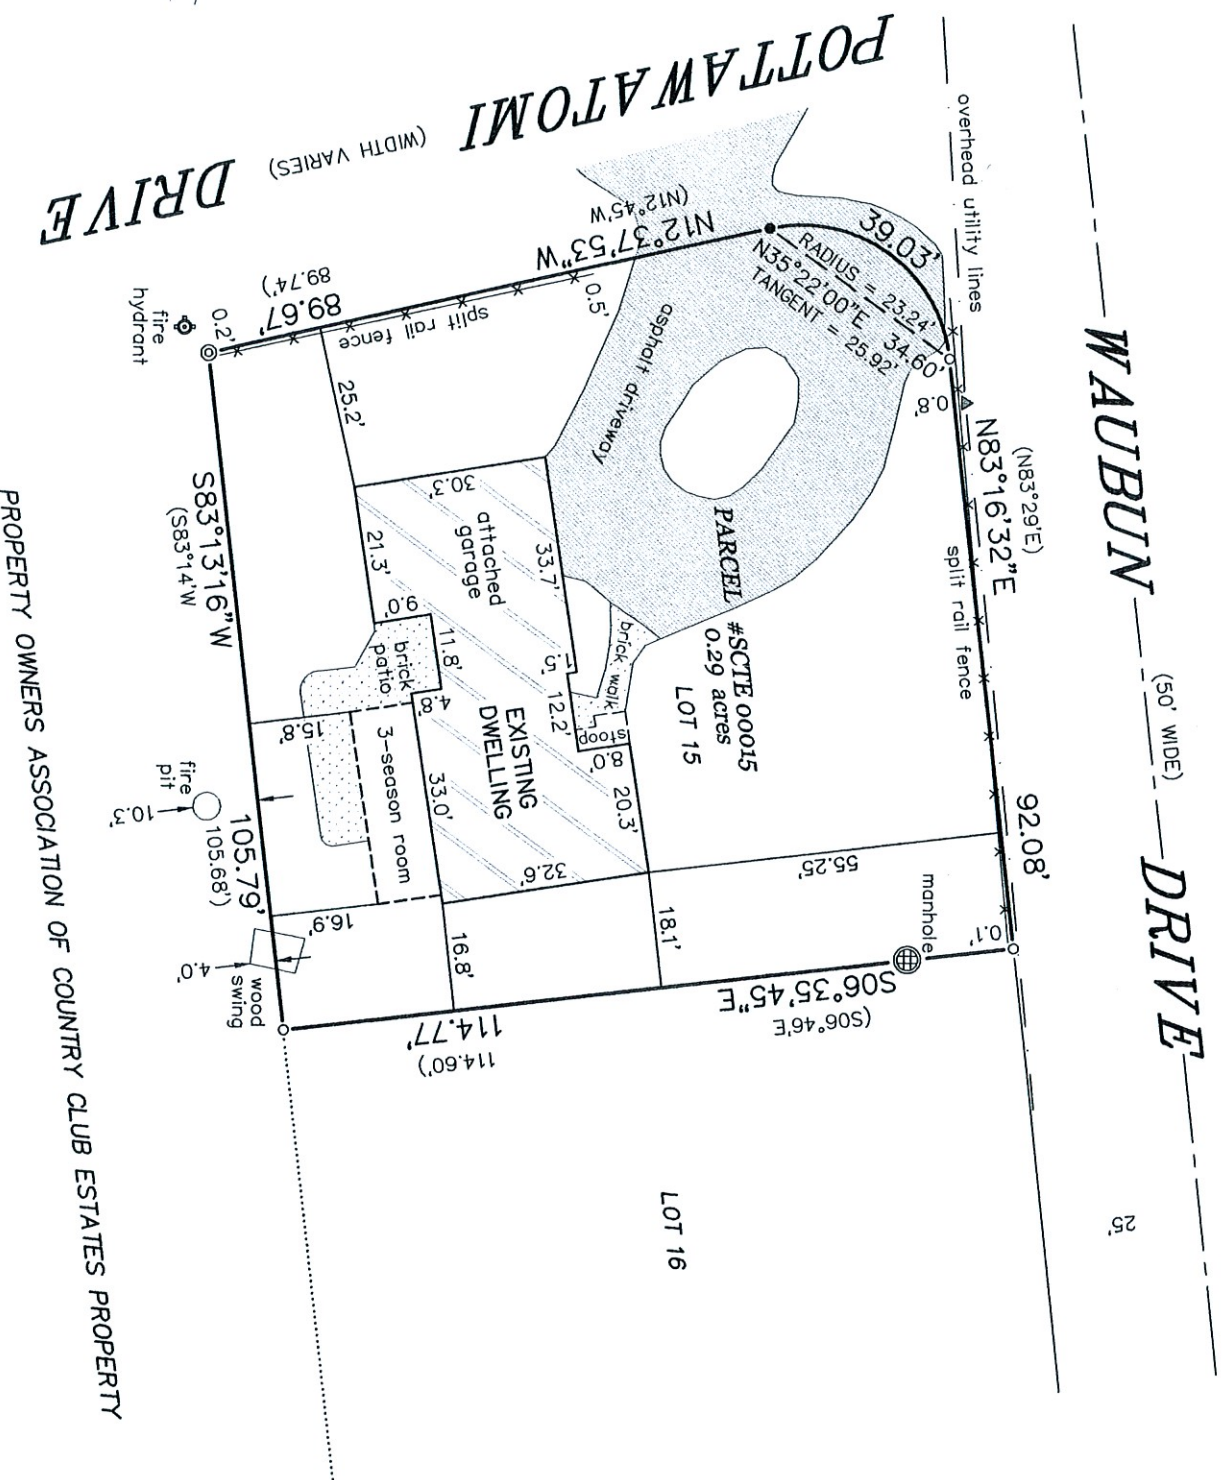 WAUBUN DRIVE
(50' WIDE)
25'
POTTAWATOMI DRIVE
(WIDTH VARIES)
overhead utility lines
39.03'
RADIUS = 23.24'
N35°22'00"E 34.60'
TANGENT = 25.92'
(N83°29'E)
N83°16'32"E
92.08'
split rail fence
0.8'
0.1'
(N12°45'W
N12°37'53"W
89.67'
89.74')
split rail fence
0.5'
0.2'
fire
hydrant
asphalt driveway
PARCEL #SCTE 00015
0.29 acres
LOT 15
25.2'
30.3'
attached
garage
33.7'
21.3'
9.0'
11.8'
4.8'
brick
patio
brick walk
.5'
12.2'
stoop
8.0'
20.3'
EXISTING
DWELLING
33.0'
32.6'
3-season room
15.8'
16.9'
16.8'
18.1'
55.25'
manhole
S06°35'45"E
(S06°46'E
114.77'
114.60')
S83°13'16"W
(S83°14'W
105.79'
105.68')
fire
pit
10.3'
wood
swing
4.0'
LOT 16
PROPERTY OWNERS ASSOCIATION OF COUNTRY CLUB ESTATES PROPERTY